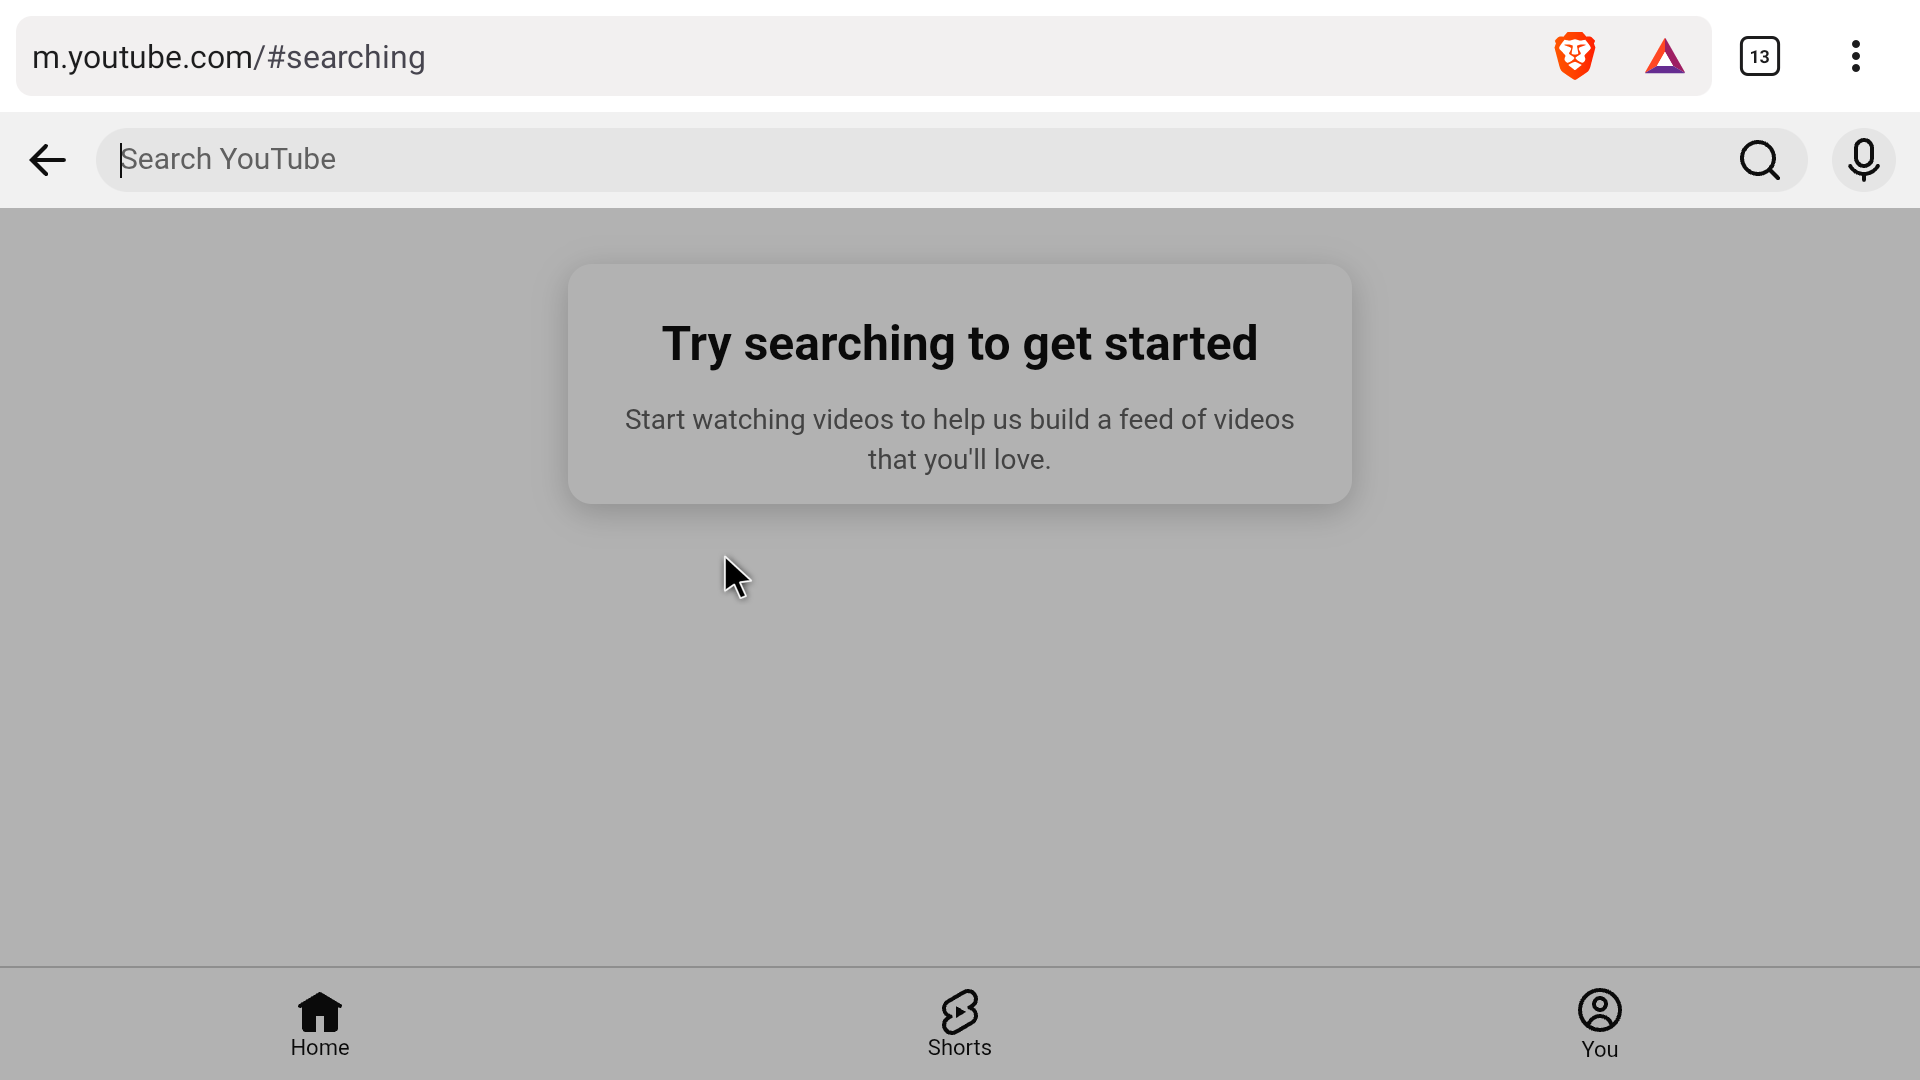 m.youtube.com/#searching
13
Search YouTube
Try searching to get started
Start watching videos to help us build a feed of videos
that you'll love.
Home
Shorts
You